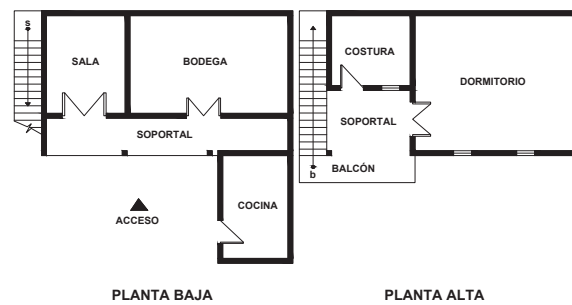 s
SALA
BODEGA
SOPORTAL
ACCESO
COCINA
PLANTA BAJA
COSTURA
DORMITORIO
SOPORTAL
BALCÓN
b
PLANTA ALTA